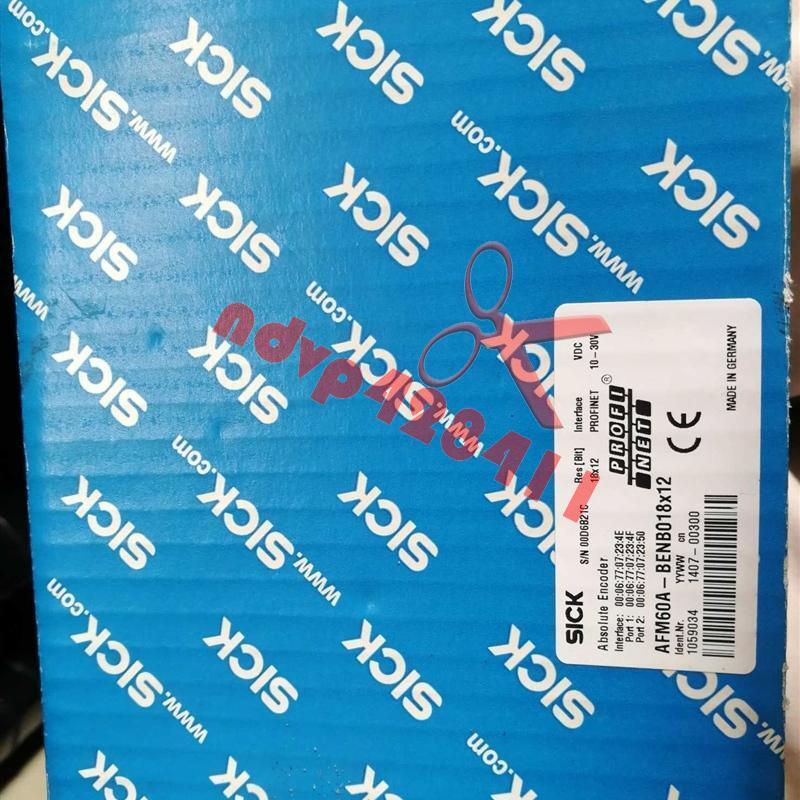 SICK
www.SICK.com
SICK
S/N 00D6B21C
Absolute Encoder
Res [Bit] Interface VDC
18x12 PROFINET 10-30V
Interface: 00:06:77:07:23:4E
Port 1: 00:06:77:07:23:4F
Port 2: 00:06:77:07:23:50
PROFI
NET
®
AFM60A-BENB018x12
Ident.Nr. YYWW cn
1059034 1407-00300
CE
MADE IN GERMANY